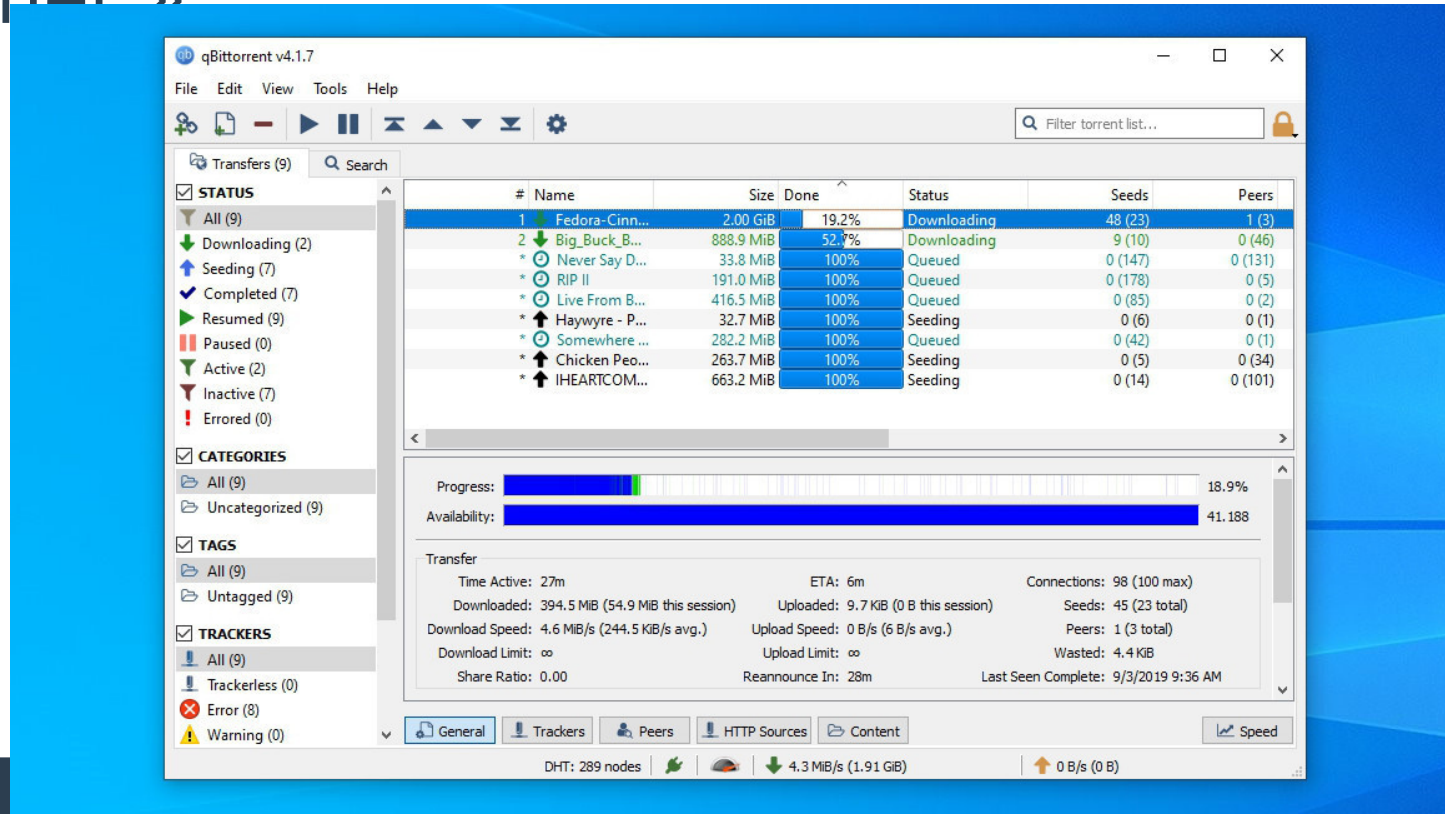 qBittorrent v4.1.7
File Edit View Tools Help
Filter torrent list...
Transfers (9) Search
STATUS
All (9)
Downloading (2)
Seeding (7)
Completed (7)
Resumed (9)
Paused (0)
Active (2)
Inactive (7)
Errored (0)
CATEGORIES
All (9)
Uncategorized (9)
TAGS
All (9)
Untagged (9)
TRACKERS
All (9)
Trackerless (0)
Error (8)
Warning (0)
# Name Size Done Status Seeds Peers
1 Fedora-Cinn... 2.00 GiB 19.2% Downloading 48 (23) 1 (3)
2 Big_Buck_B... 888.9 MiB 52.7% Downloading 9 (10) 0 (46)
* Never Say D... 33.8 MiB 100% Queued 0 (147) 0 (131)
* RIP II 191.0 MiB 100% Queued 0 (178) 0 (5)
* Live From B... 416.5 MiB 100% Queued 0 (85) 0 (2)
* Haywyre - P... 32.7 MiB 100% Seeding 0 (6) 0 (1)
* Somewhere ... 282.2 MiB 100% Queued 0 (42) 0 (1)
* Chicken Peo... 263.7 MiB 100% Seeding 0 (5) 0 (34)
* IHEARTCOM... 663.2 MiB 100% Seeding 0 (14) 0 (101)
Progress: 18.9%
Availability: 41.188
Transfer
Time Active: 27m ETA: 6m Connections: 98 (100 max)
Downloaded: 394.5 MiB (54.9 MiB this session) Uploaded: 9.7 KiB (0 B this session) Seeds: 45 (23 total)
Download Speed: 4.6 MiB/s (244.5 KiB/s avg.) Upload Speed: 0 B/s (6 B/s avg.) Peers: 1 (3 total)
Download Limit: ∞ Upload Limit: ∞ Wasted: 4.4 KiB
Share Ratio: 0.00 Reannounce In: 28m Last Seen Complete: 9/3/2019 9:36 AM
General Trackers Peers HTTP Sources Content Speed
DHT: 289 nodes 4.3 MiB/s (1.91 GiB) 0 B/s (0 B)